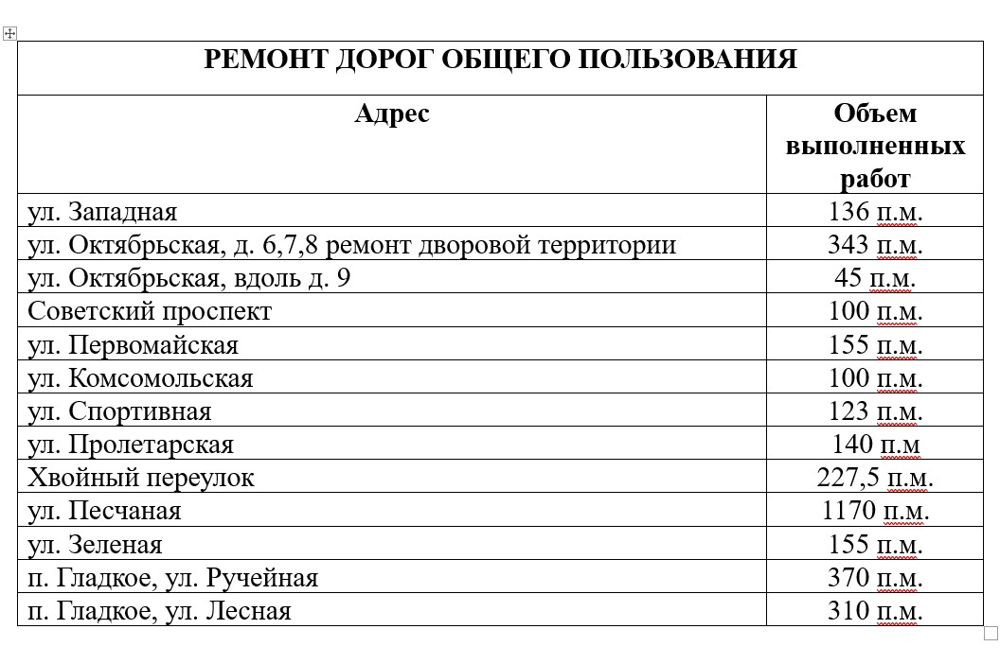 РЕМОНТ ДОРОГ ОБЩЕГО ПОЛЬЗОВАНИЯ
Адрес
Объем
выполненных
работ
ул. Западная 136 п.м.
ул. Октябрьская, д. 6,7,8 ремонт дворовой территории 343 п.м.
ул. Октябрьская, вдоль д. 9 45 п.м.
Советский проспект 100 п.м.
ул. Первомайская 155 п.м.
ул. Комсомольская 100 п.м.
ул. Спортивная 123 п.м.
ул. Пролетарская 140 п.м
Хвойный переулок 227,5 п.м.
ул. Песчаная 1170 п.м.
ул. Зеленая 155 п.м.
п. Гладкое, ул. Ручейная 370 п.м.
п. Гладкое, ул. Лесная 310 п.м.